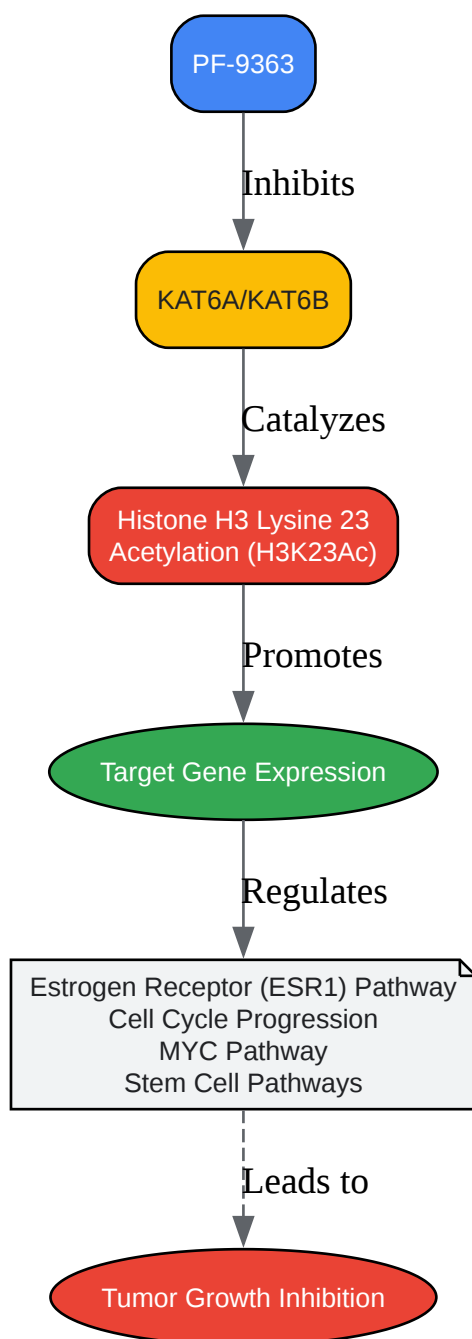 PF-9363
Inhibits
KAT6A/KAT6B
Catalyzes
Histone H3 Lysine 23
Acetylation (H3K23Ac)
Promotes
Target Gene Expression
Regulates
Estrogen Receptor (ESR1) Pathway
Cell Cycle Progression
MYC Pathway
Stem Cell Pathways
Leads to
Tumor Growth Inhibition